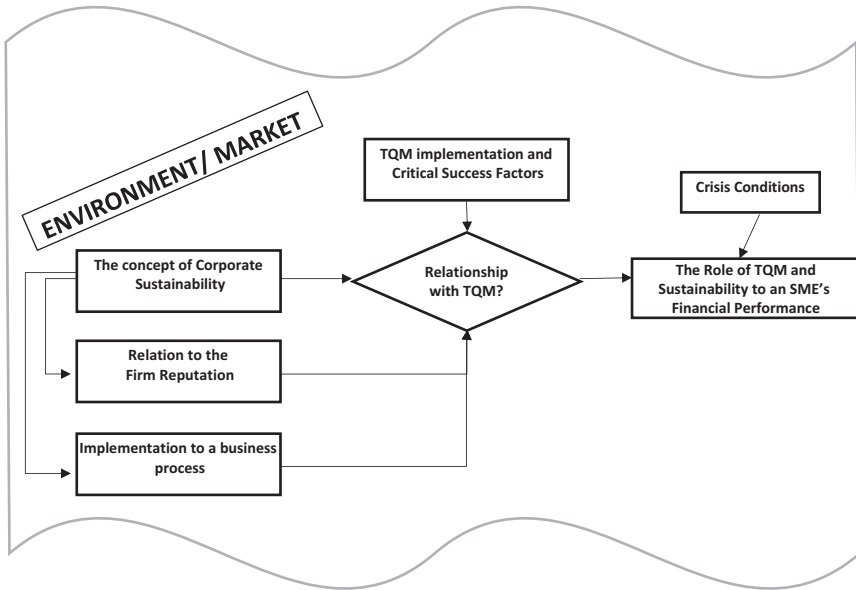 ENVIRONMENT/ MARKET
TQM implementation and
Critical Success Factors
Crisis Conditions
The concept of Corporate
Sustainability
Relationship
with TQM?
The Role of TQM and
Sustainability to an SME’s
Financial Performance
Relation to the
Firm Reputation
Implementation to a business
process